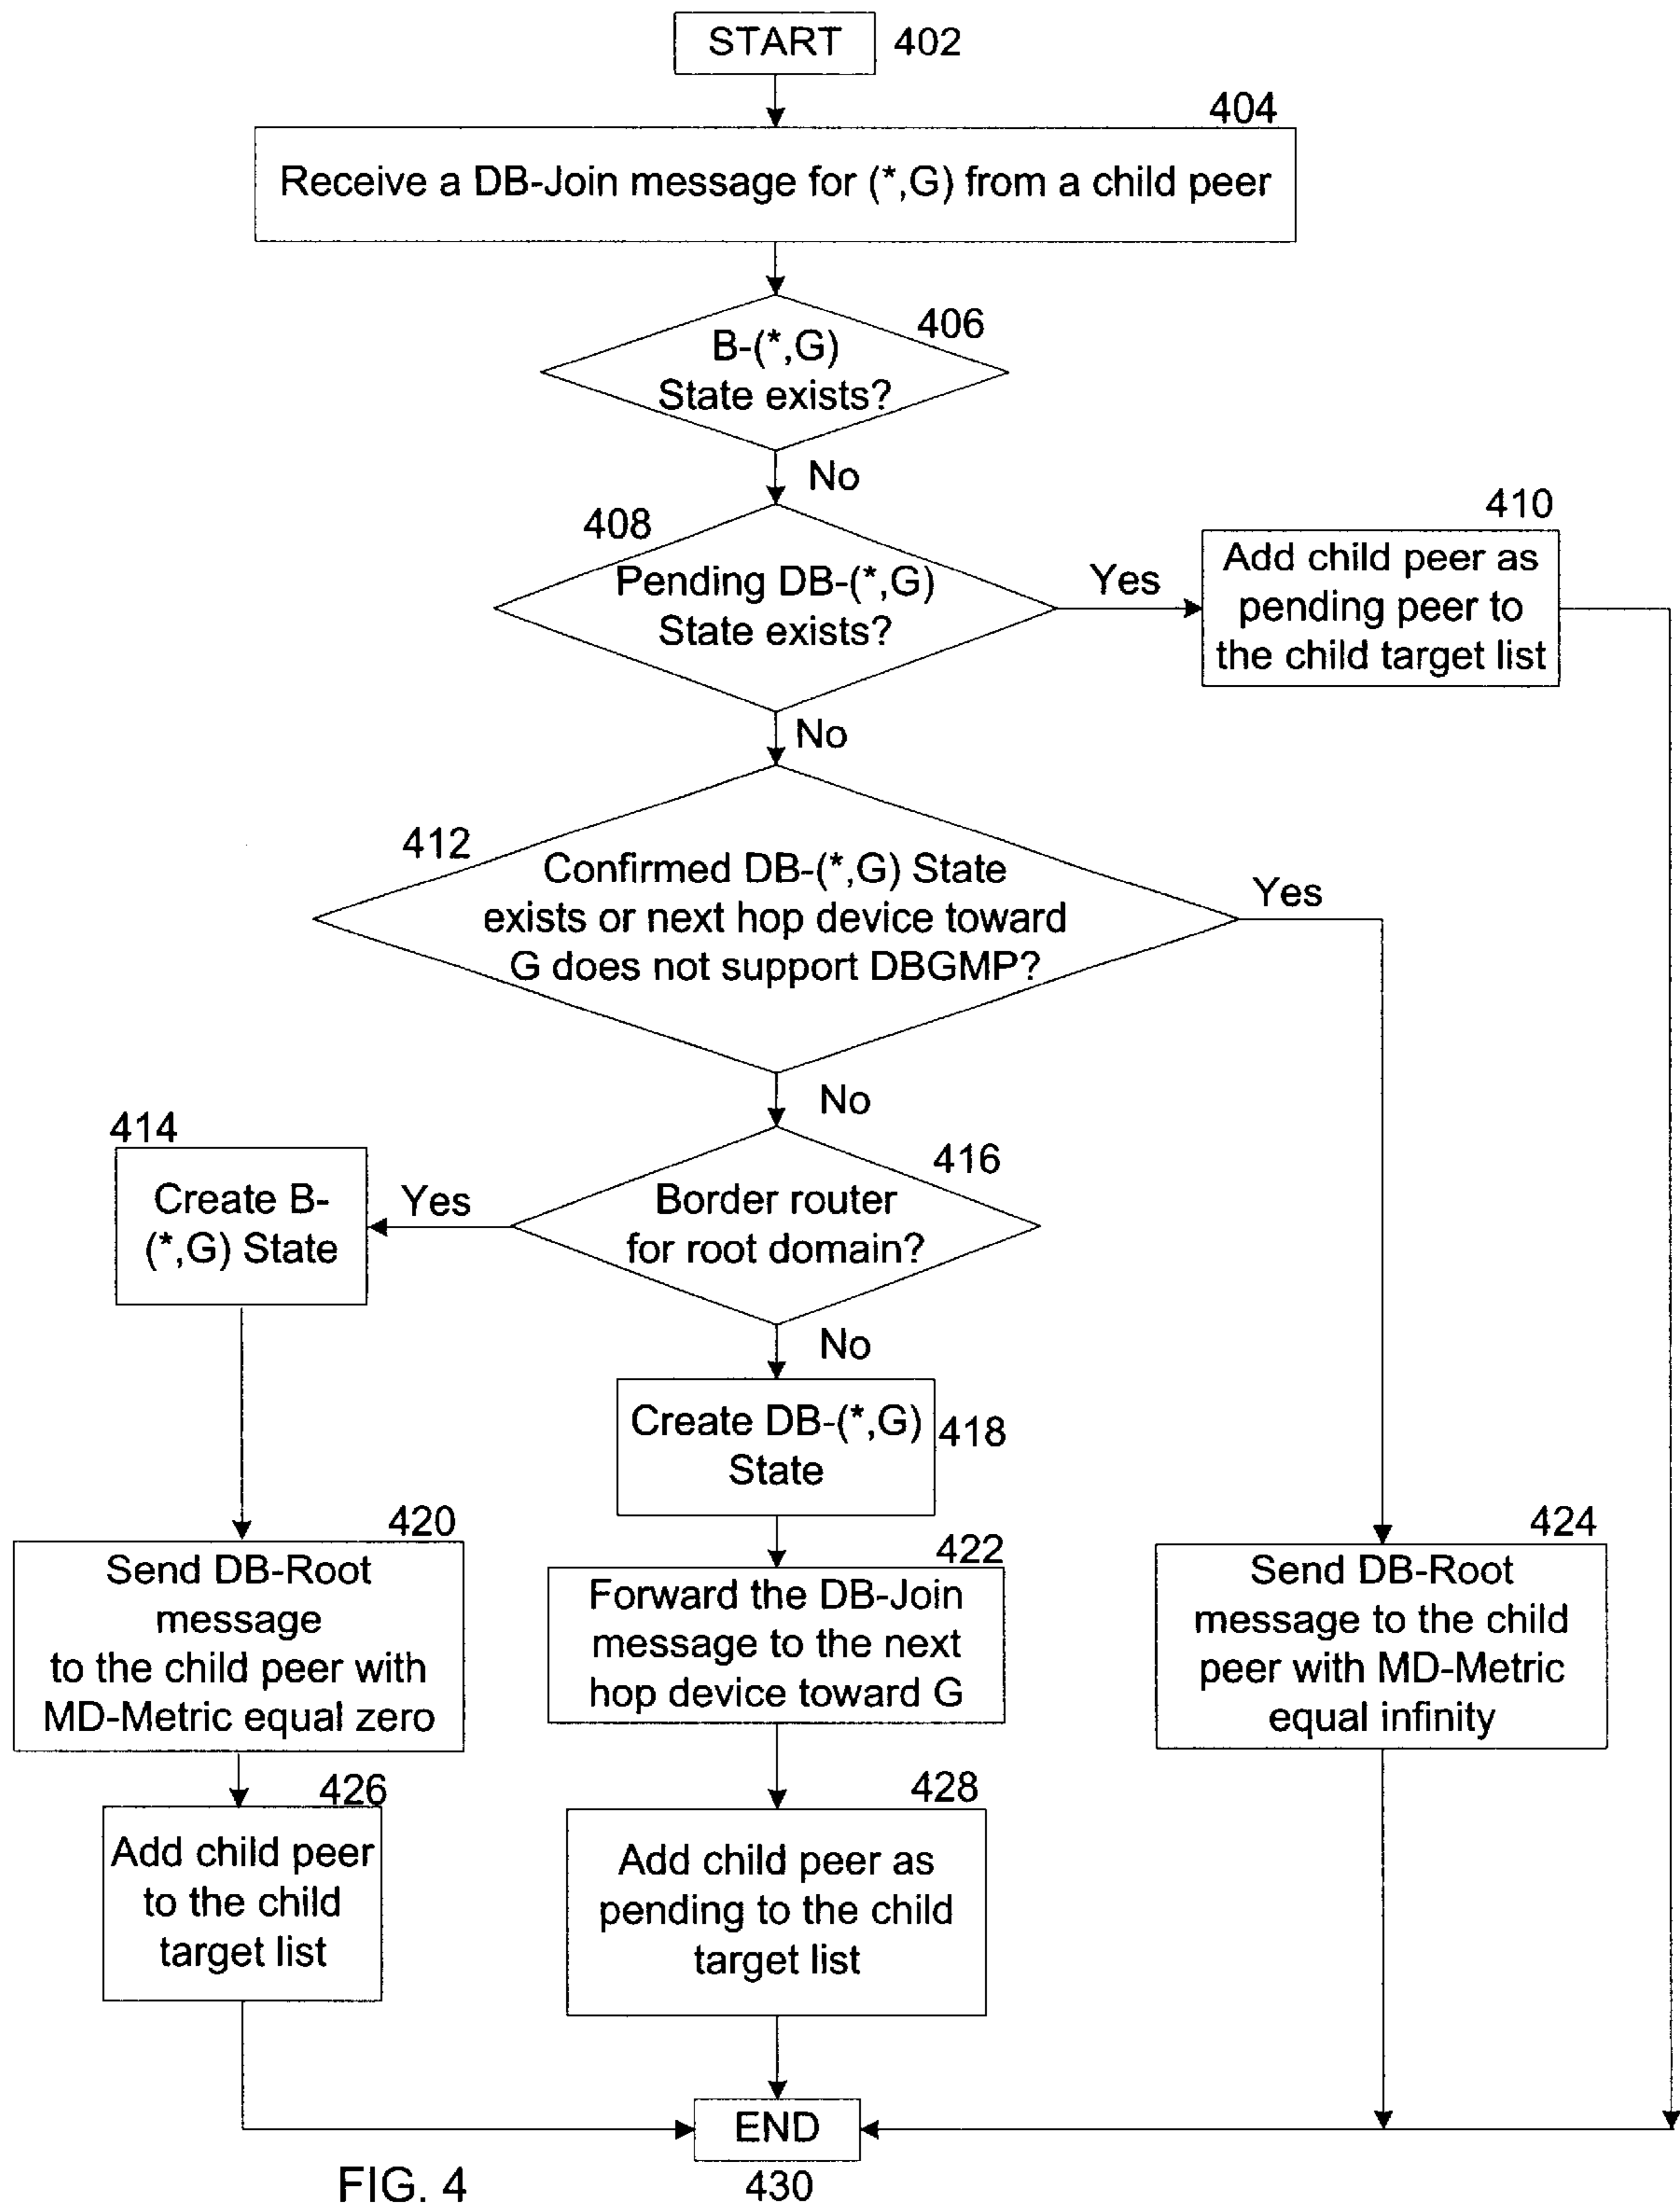 START
402
404
Receive a DB-Join message for (*,G) from a child peer
406
B-(*,G)
State exists?
No
408
Pending DB-(*,G)
State exists?
Yes
410
Add child peer as
pending peer to
the child target list
No
412
Confirmed DB-(*,G) State
exists or next hop device toward
G does not support DBGMP?
Yes
No
414
Create B-
(*,G) State
Yes
416
Border router
for root domain?
No
Create DB-(*,G)
State
418
420
Send DB-Root
message
to the child peer with
MD-Metric equal zero
422
Forward the DB-Join
message to the next
hop device toward G
424
Send DB-Root
message to the child
peer with MD-Metric
equal infinity
426
Add child peer
to the child
target list
428
Add child peer as
pending to the child
target list
END
430
FIG. 4